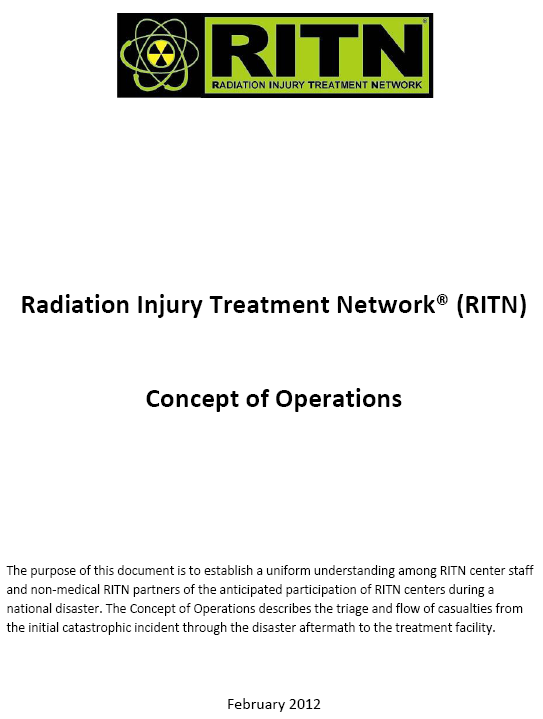 RITN®
RADIATION INJURY TREATMENT NETWORK
Radiation Injury Treatment Network® (RITN)
Concept of Operations
The purpose of this document is to establish a uniform understanding among RITN center staff
and non-medical RITN partners of the anticipated participation of RITN centers during a
national disaster. The Concept of Operations describes the triage and flow of casualties from
the initial catastrophic incident through the disaster aftermath to the treatment facility.
February 2012